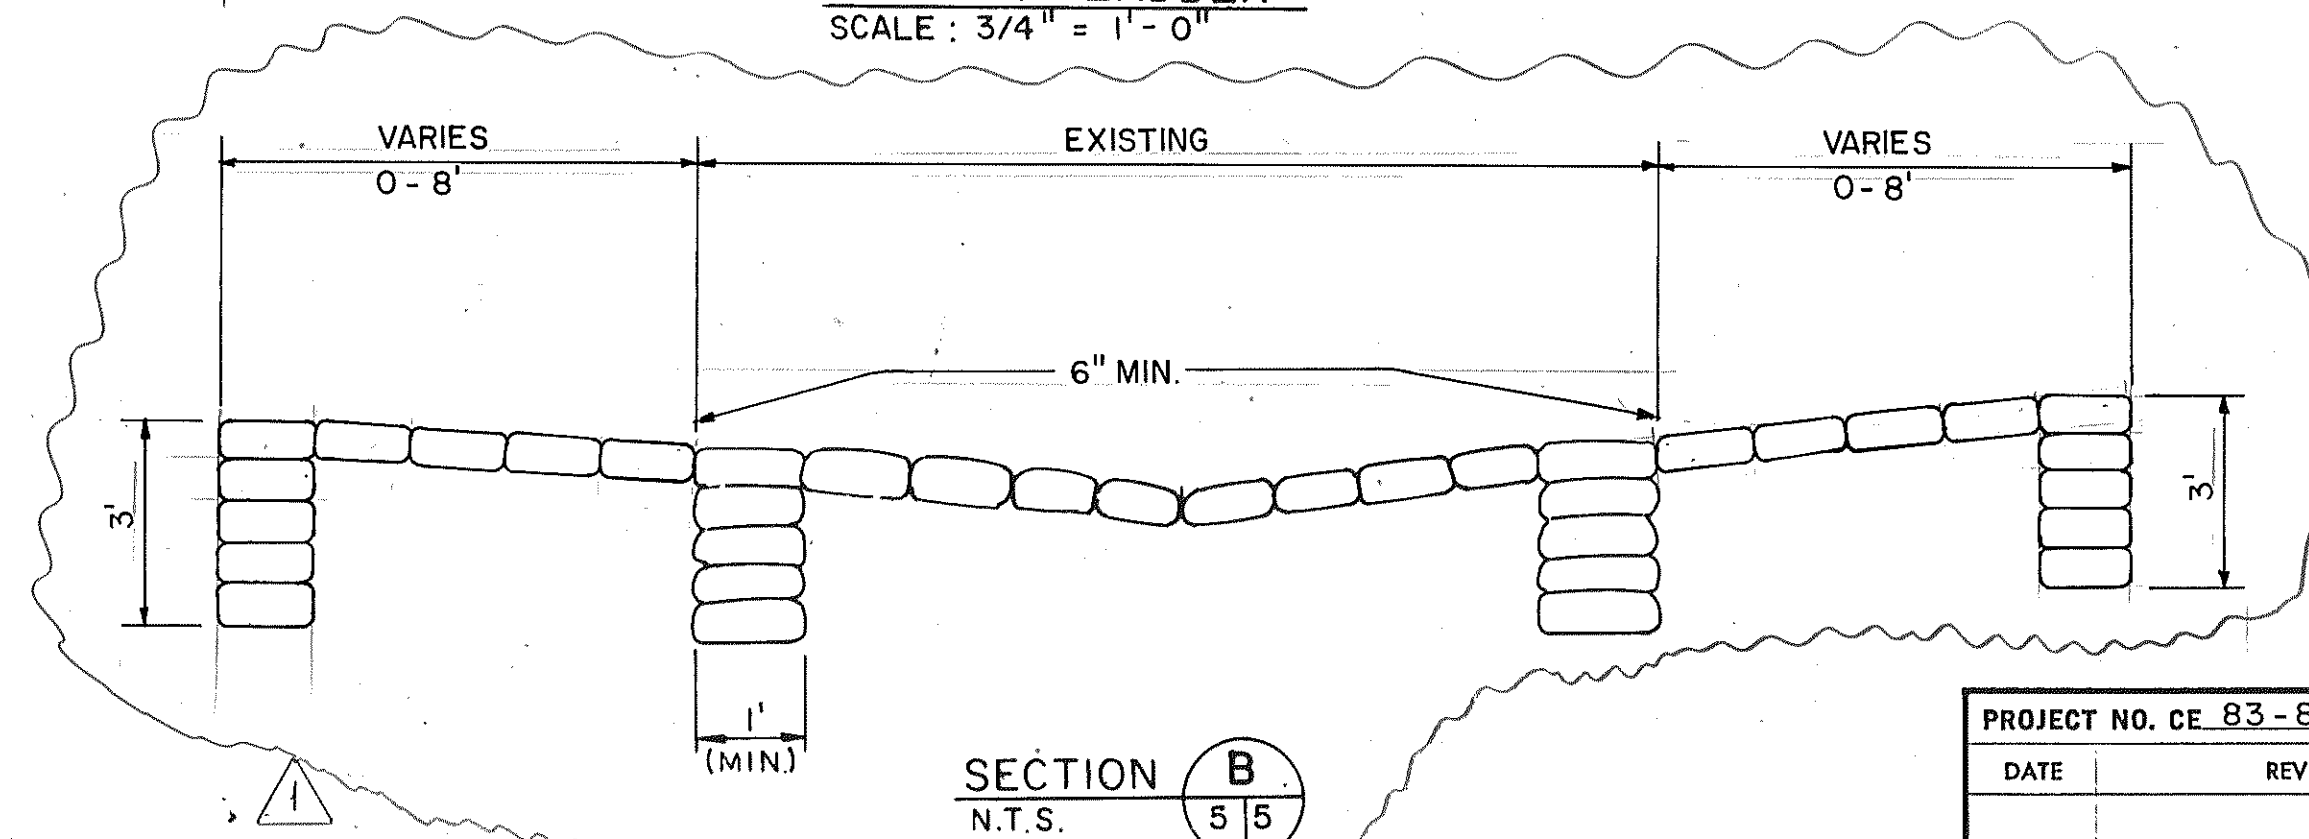 SCALE : 3/4" = 1'- 0"
VARIES
0 - 8'
EXISTING
VARIES
0 - 8'
6" MIN.
3'
3'
1'
(MIN.)
SECTION B
N.T.S. 5 5
1
PROJECT NO. CE 83-8
DATE REV